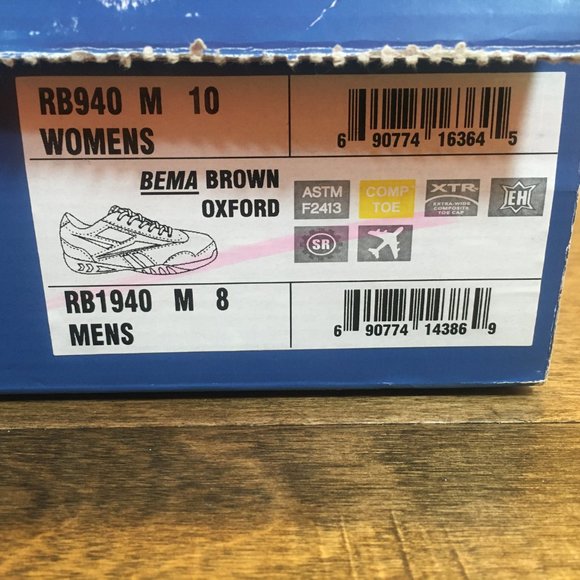 RB940 M 10
WOMENS
6 90774 16364 5
BEMA BROWN
OXFORD
ASTM
F2413
COMP
TOE
XTR
EXTRA-WIDE
COMPOSITE
TOE CAP
EH
SR
RB1940 M 8
MENS
6 90774 14386 9